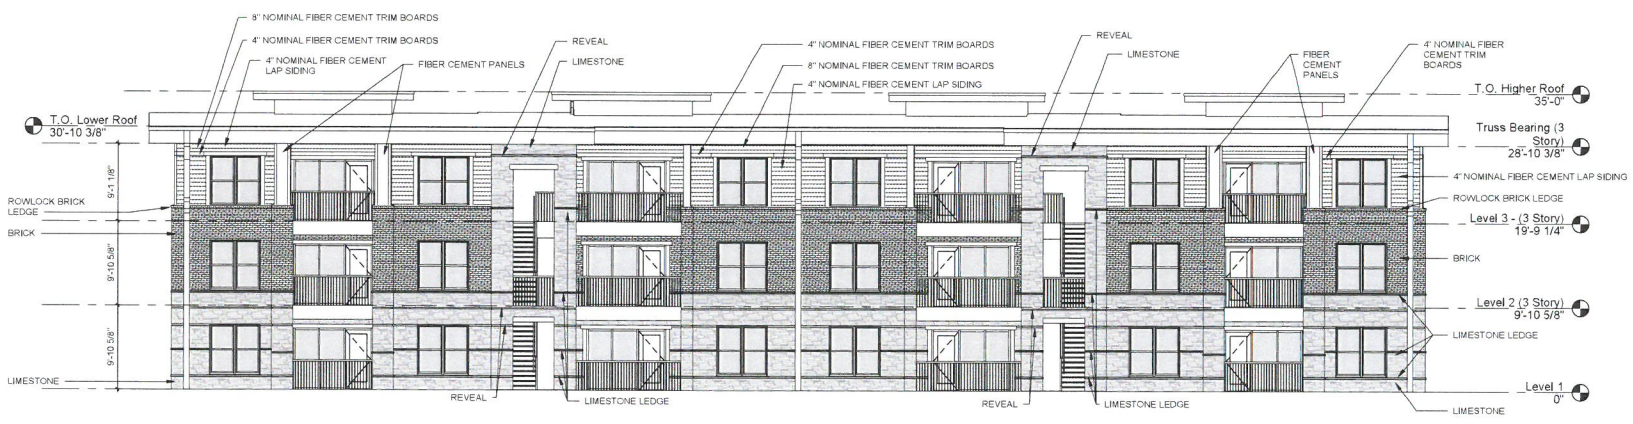 8" NOMINAL FIBER CEMENT TRIM BOARDS
4" NOMINAL FIBER CEMENT TRIM BOARDS
4" NOMINAL FIBER CEMENT
LAP SIDING
FIBER CEMENT PANELS
REVEAL
LIMESTONE
4" NOMINAL FIBER CEMENT TRIM BOARDS
8" NOMINAL FIBER CEMENT TRIM BOARDS
4" NOMINAL FIBER CEMENT LAP SIDING
REVEAL
LIMESTONE
FIBER
CEMENT
PANELS
4" NOMINAL FIBER
CEMENT TRIM
BOARDS
T.O. Lower Roof
30'-10 3/8"
T.O. Higher Roof
35'-0"
Truss Bearing (3
Story)
28'-10 3/8"
9'-1 1/8"
4" NOMINAL FIBER CEMENT LAP SIDING
ROWLOCK BRICK
LEDGE
ROWLOCK BRICK LEDGE
BRICK
Level 3 - (3 Story)
19'-9 1/4"
9'-10 5/8"
BRICK
Level 2 (3 Story)
9'-10 5/8"
9'-10 5/8"
LIMESTONE LEDGE
LIMESTONE
Level 1
0"
REVEAL
LIMESTONE LEDGE
REVEAL
LIMESTONE LEDGE
LIMESTONE